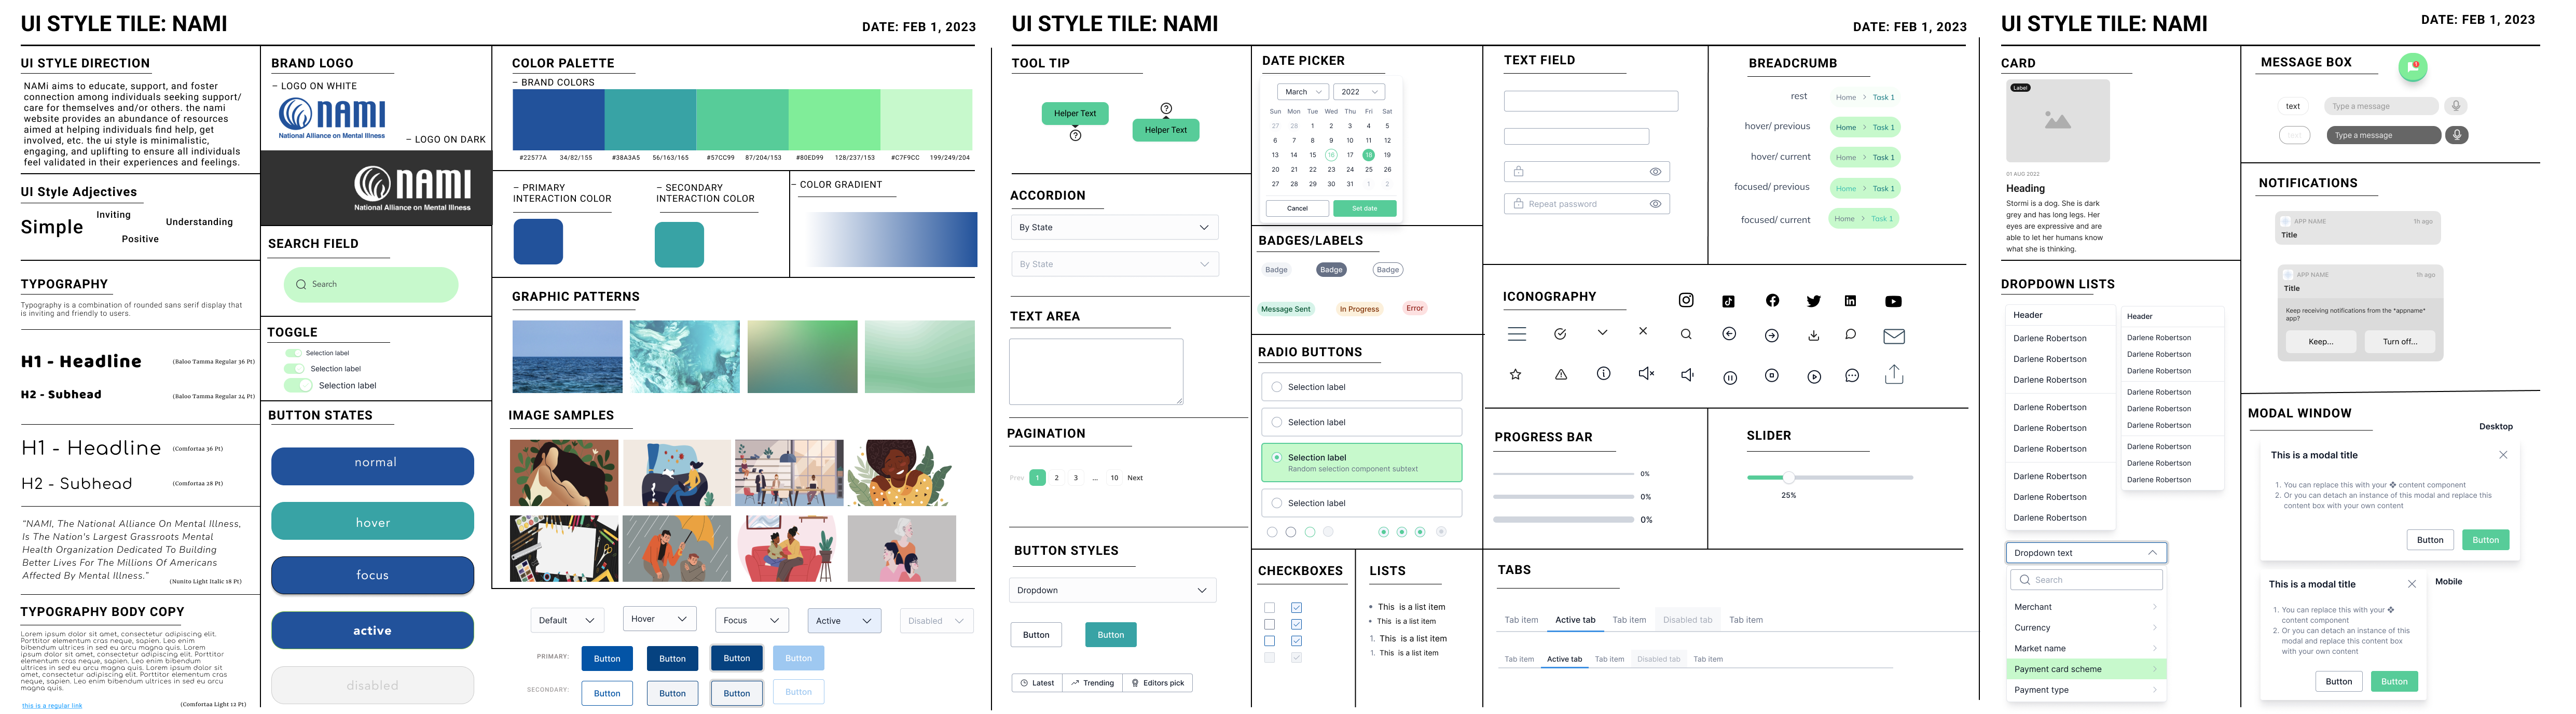 UI STYLE TILE: NAMI
DATE: FEB 1, 2023
UI STYLE DIRECTION
NAMi aims to educate, support, and foster
connection among individuals seeking support/
care for themselves and/or others. the nami
website provides an abundance of resources
aimed at helping individuals find help, get
involved, etc. the ui style is minimalistic,
engaging, and uplifting to ensure all individuals
feel validated in their experiences and feelings.
UI Style Adjectives
Inviting
Simple
Understanding
Positive
TYPOGRAPHY
Typography is a combination of rounded sans serif display that
is inviting and friendly to users.
H1 - Headline
(Baloo Tamma Regular 36 Pt)
H2 - Subhead
(Baloo Tamma Regular 24 Pt)
H1 - Headline
(Comfortaa 36 Pt)
H2 - Subhead
(Comfortaa 28 Pt)
“NAMI, The National Alliance On Mental Illness,
Is The Nation's Largest Grassroots Mental
Health Organization Dedicated To Building
Better Lives For The Millions Of Americans
Affected By Mental Illness.”
(Nunito Light Italic 18 Pt)
TYPOGRAPHY BODY COPY
Lorem ipsum dolor sit amet, consectetur adipiscing elit.
Porttitor elementum cras neque, sapien. Leo enim
bibendum ultrices in sed eu arcu magna quis. Lorem
ipsum dolor sit amet, consectetur adipiscing elit. Porttitor
elementum cras neque, sapien. Leo enim bibendum
ultrices in sed eu arcu magna quis. Lorem ipsum dolor sit
amet, consectetur adipiscing elit. Porttitor elementum cras
neque, sapien. Leo enim bibendum ultrices in sed eu arcu
magna quis.
this is a regular link
(Comfortaa Light 12 Pt)
BRAND LOGO
– LOGO ON WHITE
NAMI
National Alliance on Mental Illness
– LOGO ON DARK
NAMI
National Alliance on Mental Illness
SEARCH FIELD
Search
TOGGLE
Selection label
Selection label
Selection label
BUTTON STATES
normal
hover
focus
active
disabled
COLOR PALETTE
– BRAND COLORS
#22577A 34/82/155 #38A3A5 56/163/165 #57CC99 87/204/153 #80ED99 128/237/153 #C7F9CC 199/249/204
– PRIMARY
INTERACTION COLOR
– SECONDARY
INTERACTION COLOR
– COLOR GRADIENT
GRAPHIC PATTERNS
IMAGE SAMPLES
Default
Hover
Focus
Active
Disabled
PRIMARY:
Button
Button
Button
Button
SECONDARY:
Button
Button
Button
Button
UI STYLE TILE: NAMI
DATE: FEB 1, 2023
TOOL TIP
Helper Text
?
?
Helper Text
ACCORDION
By State
By State
TEXT AREA
PAGINATION
Prev 1 2 3 ... 10 Next
BUTTON STYLES
Dropdown
Button
Button
Latest
Trending
Editors pick
DATE PICKER
March
2022
Sun Mon Tue Wed Thu Fri Sat
27 28 1 2 3 4 5
6 7 8 9 10 11 12
13 14 15 16 17 18 19
20 21 22 23 24 25 26
27 28 29 30 31 1 2
Cancel
Set date
BADGES/LABELS
Badge
Badge
Badge
Message Sent
In Progress
Error
RADIO BUTTONS
Selection label
Selection label
Selection label
Random selection component subtext
Selection label
CHECKBOXES
LISTS
• This is a list item
• This is a list item
1. This is a list item
1. This is a list item
TEXT FIELD
Repeat password
BREADCRUMB
rest
Home > Task 1
hover/ previous
Home > Task 1
hover/ current
Home > Task 1
focused/ previous
Home > Task 1
focused/ current
Home > Task 1
ICONOGRAPHY
PROGRESS BAR
0%
0%
0%
SLIDER
25%
TABS
Tab item
Active tab
Tab item
Disabled tab
Tab item
Tab item
Active tab
Tab item
Disabled tab
Tab item
UI STYLE TILE: NAMI
DATE: FEB 1, 2023
CARD
Label
01 AUG 2022
Heading
Stormi is a dog. She is dark
grey and has long legs. Her
eyes are expressive and are
able to let her humans know
what she is thinking.
DROPDOWN LISTS
Header
Darlene Robertson
Darlene Robertson
Darlene Robertson
Darlene Robertson
Darlene Robertson
Darlene Robertson
Darlene Robertson
Darlene Robertson
Darlene Robertson
Header
Darlene Robertson
Darlene Robertson
Darlene Robertson
Darlene Robertson
Darlene Robertson
Darlene Robertson
Darlene Robertson
Darlene Robertson
Darlene Robertson
Dropdown text
Search
Merchant
Currency
Market name
Payment card scheme
Payment type
MESSAGE BOX
text
Type a message
text
Type a message
NOTIFICATIONS
APP NAME
1h ago
Title
APP NAME
1h ago
Title
Keep receiving notifications from the *appname*
app?
Keep...
Turn off...
MODAL WINDOW
Desktop
This is a modal title
1. You can replace this with your ❖ content component
2. Or you can detach an instance of this modal and replace this
content box with your own content
Button
Button
Mobile
This is a modal title
1. You can replace this with your ❖
content component
2. Or you can detach an instance of this
modal and replace this content box
with your own content
Button
Button